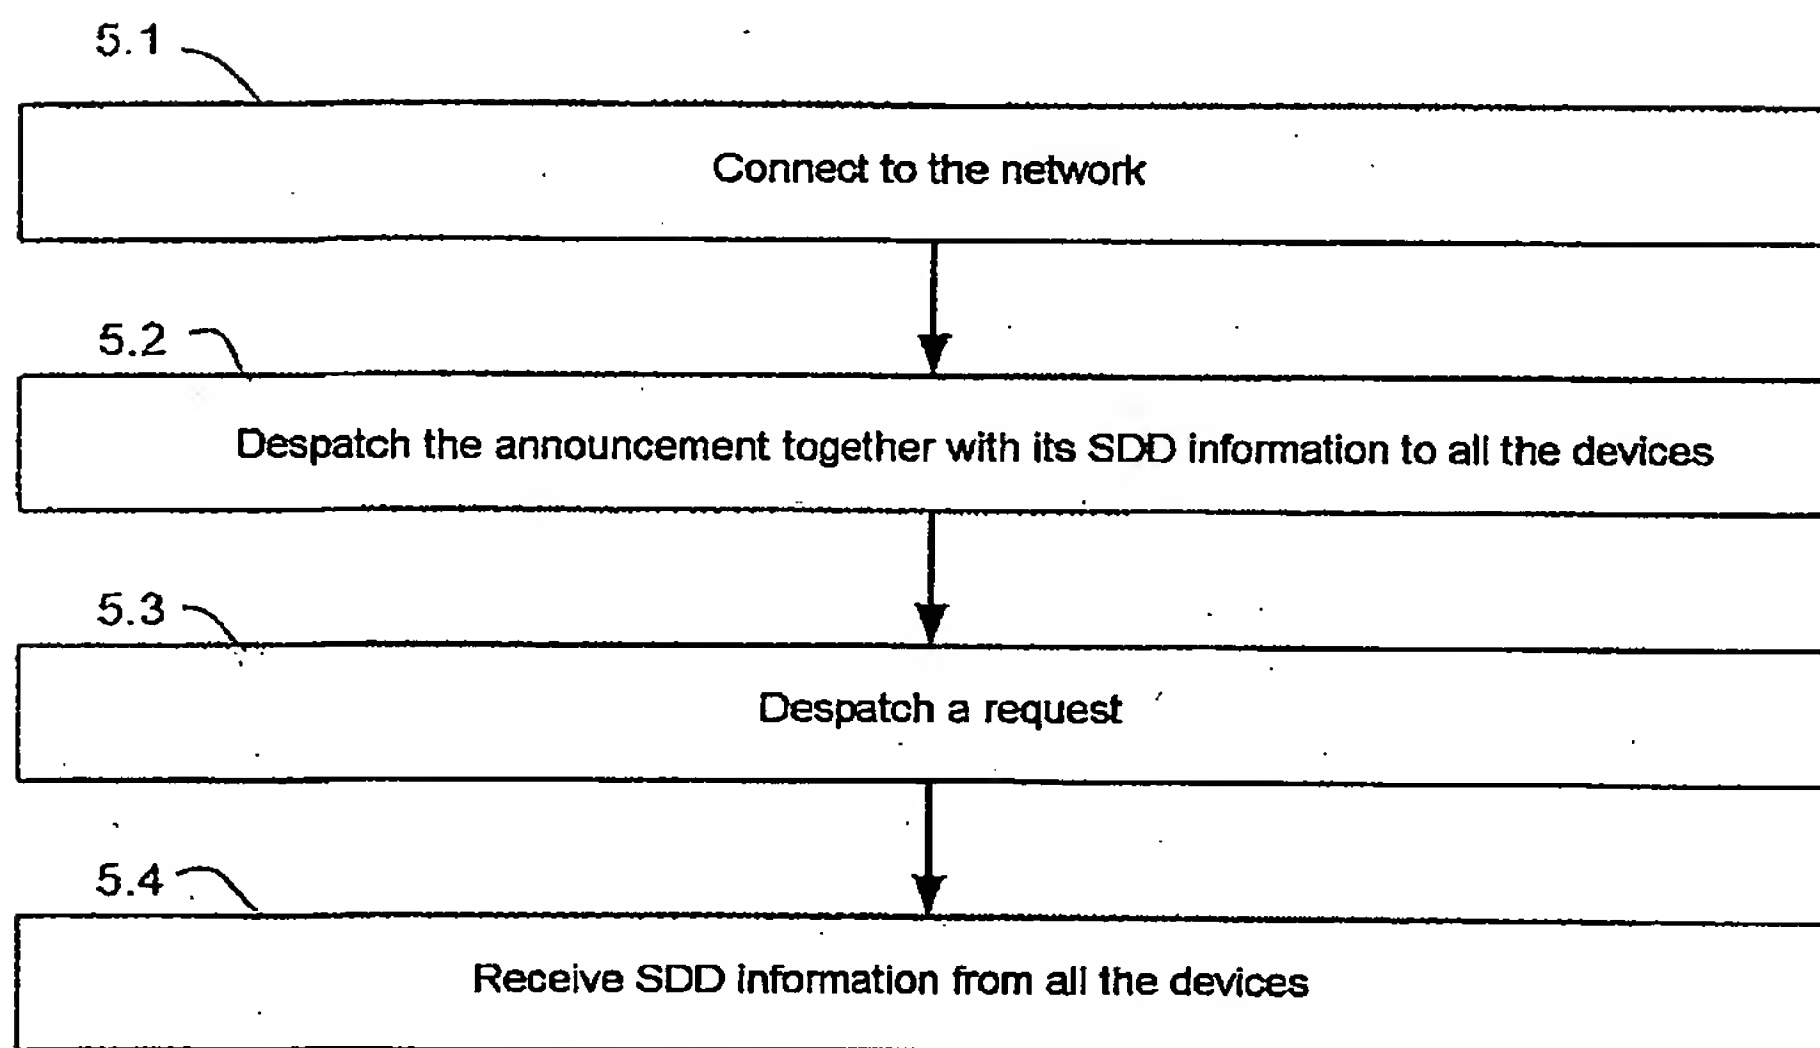 5.1
Connect to the network
5.2
Despatch the announcement together with its SDD information to all the devices
5.3
Despatch a request
5.4
Receive SDD information from all the devices